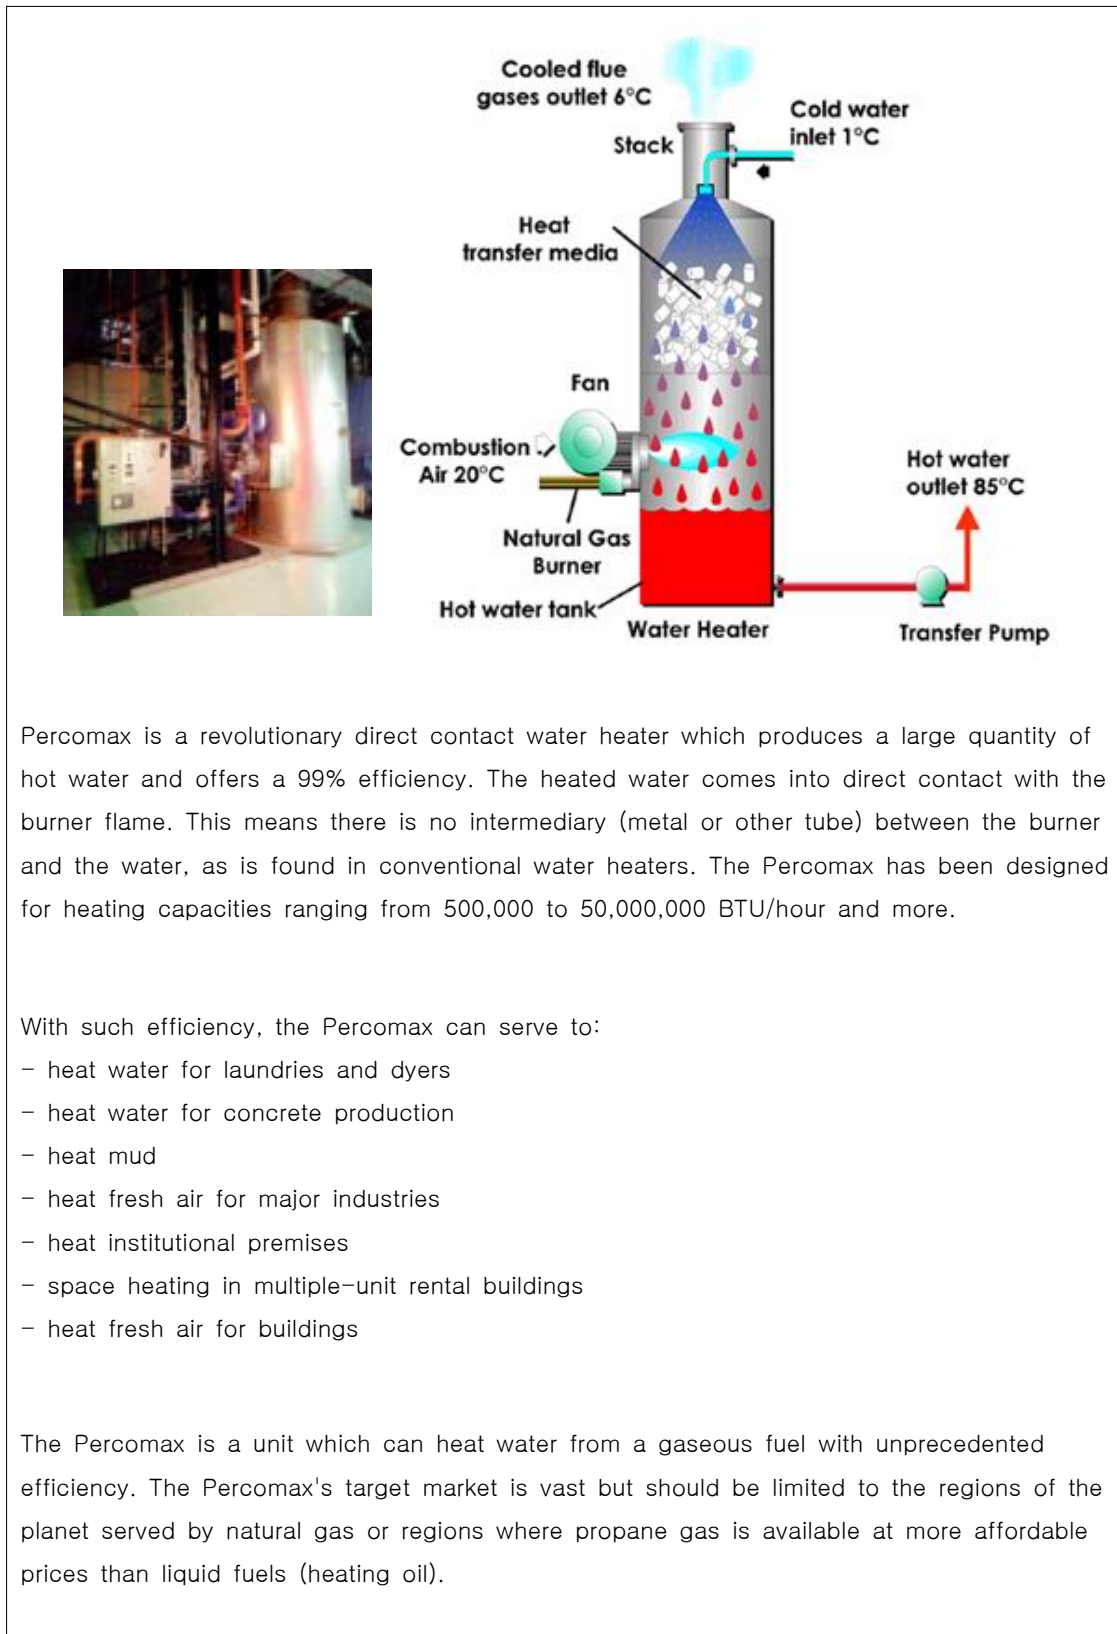 Cooled flue
gases outlet 6°C
Cold water
inlet 1°C
Stack
Heat
transfer media
Fan
Combustion
Air 20°C
Hot water
outlet 85°C
Natural Gas
Burner
Hot water tank
Water Heater
Transfer Pump
Percomax is a revolutionary direct contact water heater which produces a large quantity of
hot water and offers a 99% efficiency. The heated water comes into direct contact with the
burner flame. This means there is no intermediary (metal or other tube) between the burner
and the water, as is found in conventional water heaters. The Percomax has been designed
for heating capacities ranging from 500,000 to 50,000,000 BTU/hour and more.
With such efficiency, the Percomax can serve to:
- heat water for laundries and dyers
- heat water for concrete production
- heat mud
- heat fresh air for major industries
- heat institutional premises
- space heating in multiple-unit rental buildings
- heat fresh air for buildings
The Percomax is a unit which can heat water from a gaseous fuel with unprecedented
efficiency. The Percomax's target market is vast but should be limited to the regions of the
planet served by natural gas or regions where propane gas is available at more affordable
prices than liquid fuels (heating oil).